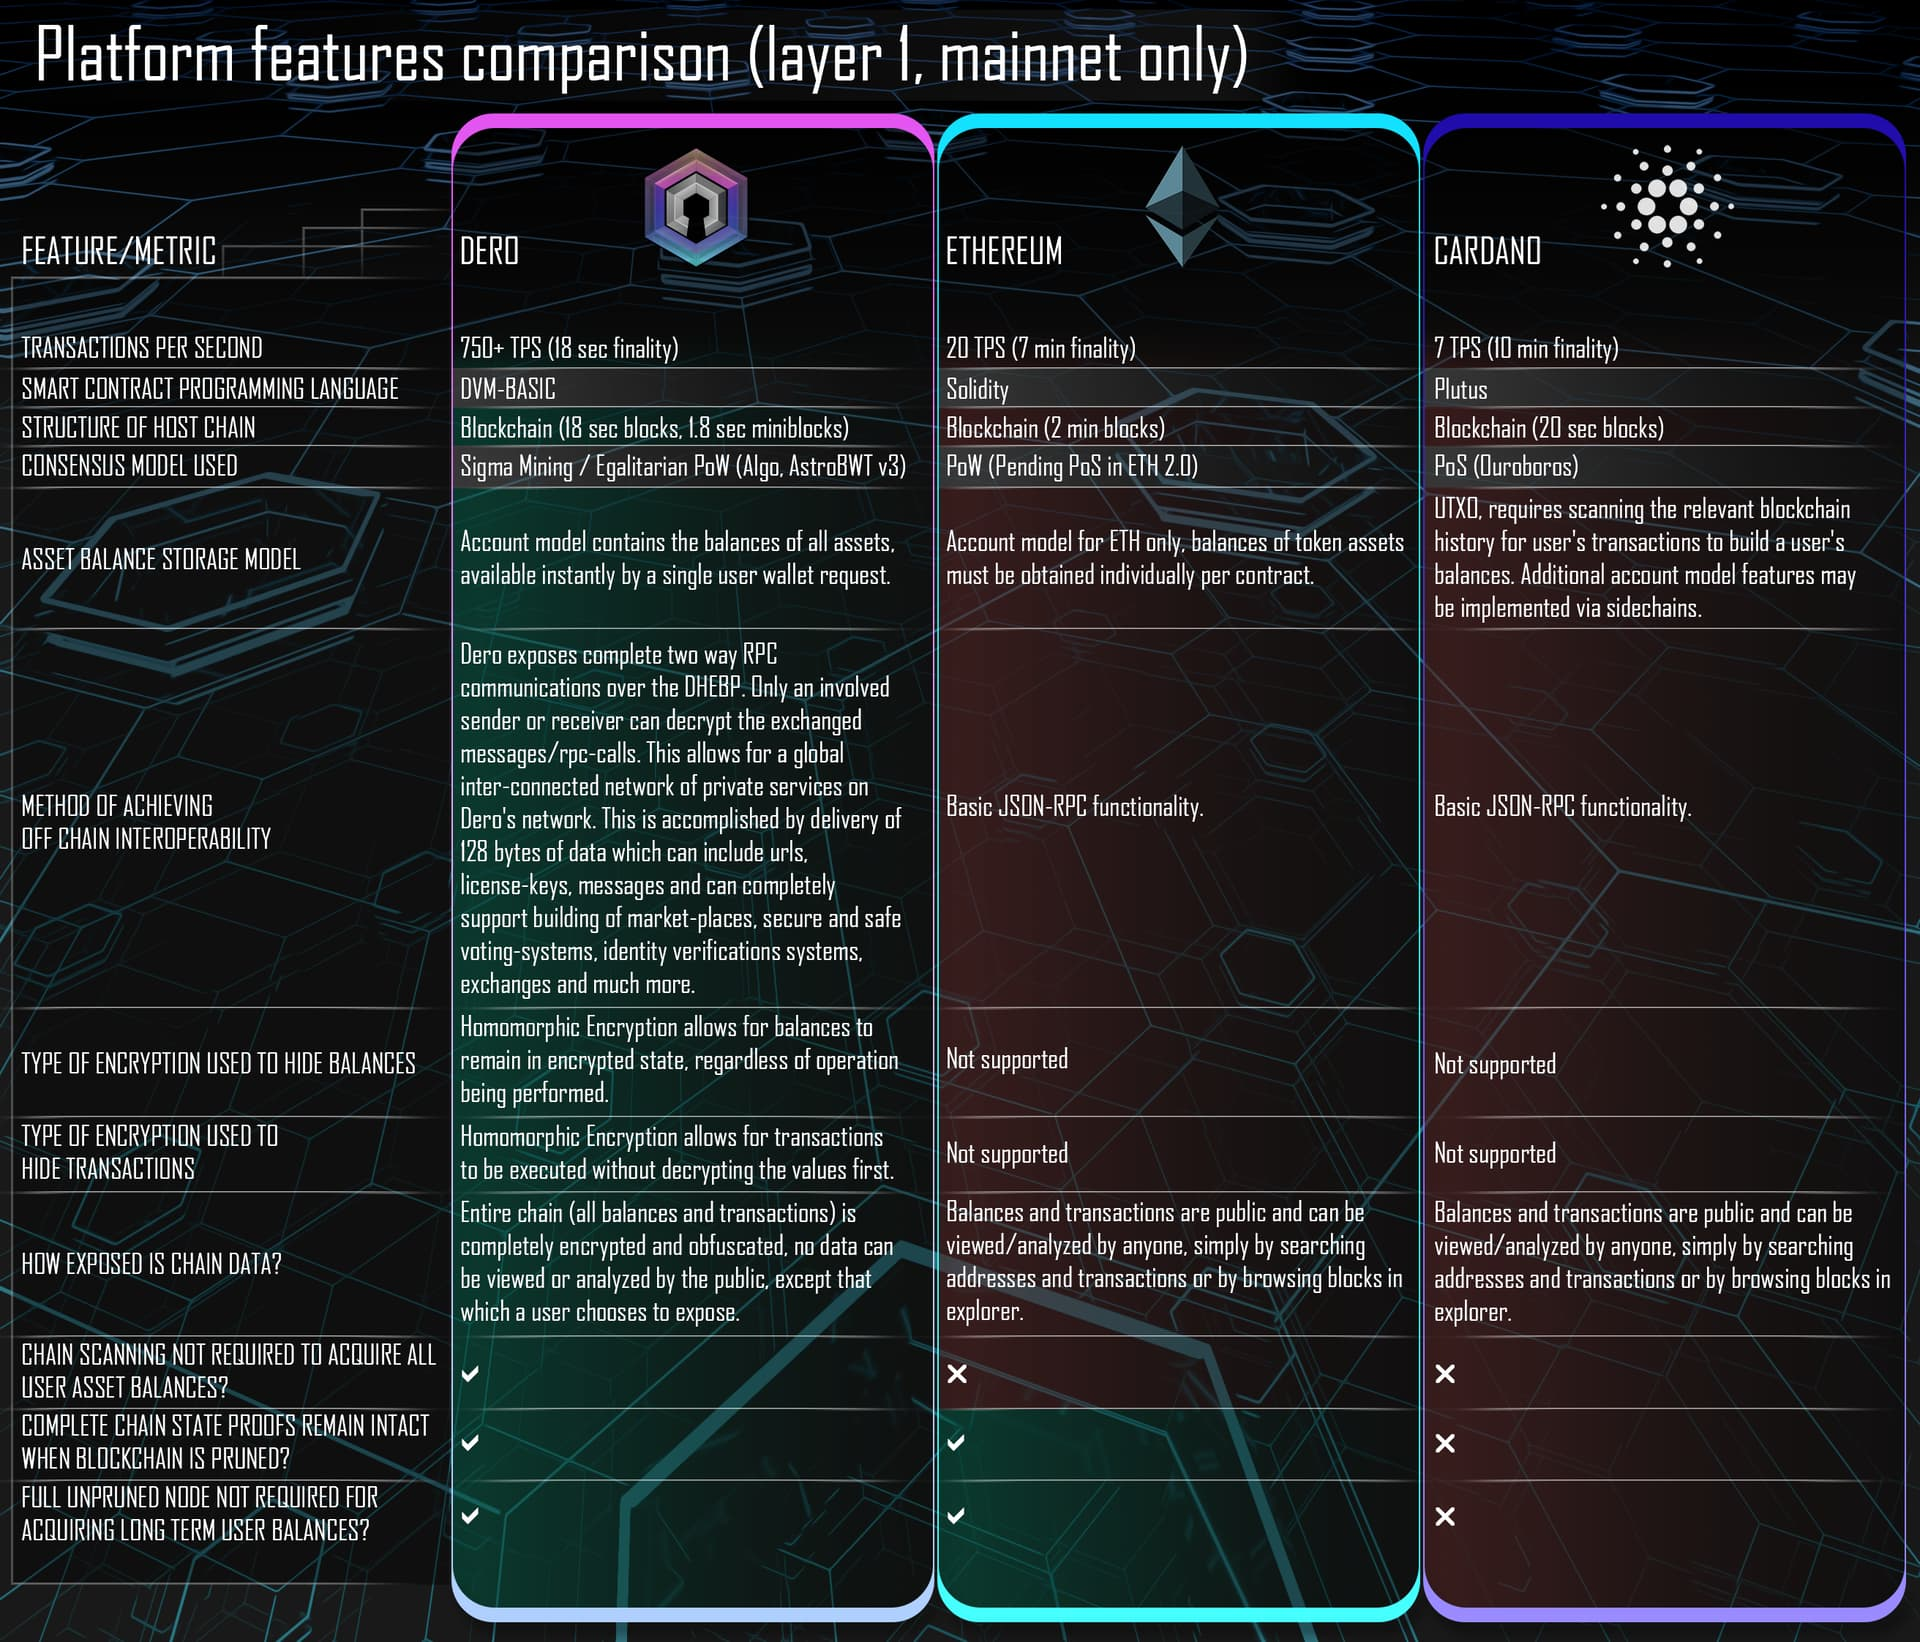 Platform features comparison (layer 1, mainnet only)
FEATURE/METRIC
DERO
ETHEREUM
CARDANO
TRANSACTIONS PER SECOND
750+ TPS (18 sec finality)
20 TPS (7 min finality)
7 TPS (10 min finality)
SMART CONTRACT PROGRAMMING LANGUAGE
DVM-BASIC
Solidity
Plutus
STRUCTURE OF HOST CHAIN
Blockchain (18 sec blocks, 1.8 sec miniblocks)
Blockchain (2 min blocks)
Blockchain (20 sec blocks)
CONSENSUS MODEL USED
Sigma Mining / Egalitarian PoW (Algo, AstroBWT v3)
PoW (Pending PoS in ETH 2.0)
PoS (Ouroboros)
ASSET BALANCE STORAGE MODEL
Account model contains the balances of all assets,
available instantly by a single user wallet request.
Account model for ETH only, balances of token assets
must be obtained individually per contract.
UTXO, requires scanning the relevant blockchain
history for user's transactions to build a user's
balances. Additional account model features may
be implemented via sidechains.
METHOD OF ACHIEVING
OFF CHAIN INTEROPERABILITY
Dero exposes complete two way RPC
communications over the DHEBP. Only an involved
sender or receiver can decrypt the exchanged
messages/rpc-calls. This allows for a global
inter-connected network of private services on
Dero's network. This is accomplished by delivery of
128 bytes of data which can include urls,
license-keys, messages and can completely
support building of market-places, secure and safe
voting-systems, identity verifications systems,
exchanges and much more.
Basic JSON-RPC functionality.
Basic JSON-RPC functionality.
TYPE OF ENCRYPTION USED TO HIDE BALANCES
Homomorphic Encryption allows for balances to
remain in encrypted state, regardless of operation
being performed.
Not supported
Not supported
TYPE OF ENCRYPTION USED TO
HIDE TRANSACTIONS
Homomorphic Encryption allows for transactions
to be executed without decrypting the values first.
Not supported
Not supported
HOW EXPOSED IS CHAIN DATA?
Entire chain (all balances and transactions) is
completely encrypted and obfuscated, no data can
be viewed or analyzed by the public, except that
which a user chooses to expose.
Balances and transactions are public and can be
viewed/analyzed by anyone, simply by searching
addresses and transactions or by browsing blocks in
explorer.
Balances and transactions are public and can be
viewed/analyzed by anyone, simply by searching
addresses and transactions or by browsing blocks in
explorer.
CHAIN SCANNING NOT REQUIRED TO ACQUIRE ALL
USER ASSET BALANCES?
COMPLETE CHAIN STATE PROOFS REMAIN INTACT
WHEN BLOCKCHAIN IS PRUNED?
FULL UNPRUNED NODE NOT REQUIRED FOR
ACQUIRING LONG TERM USER BALANCES?